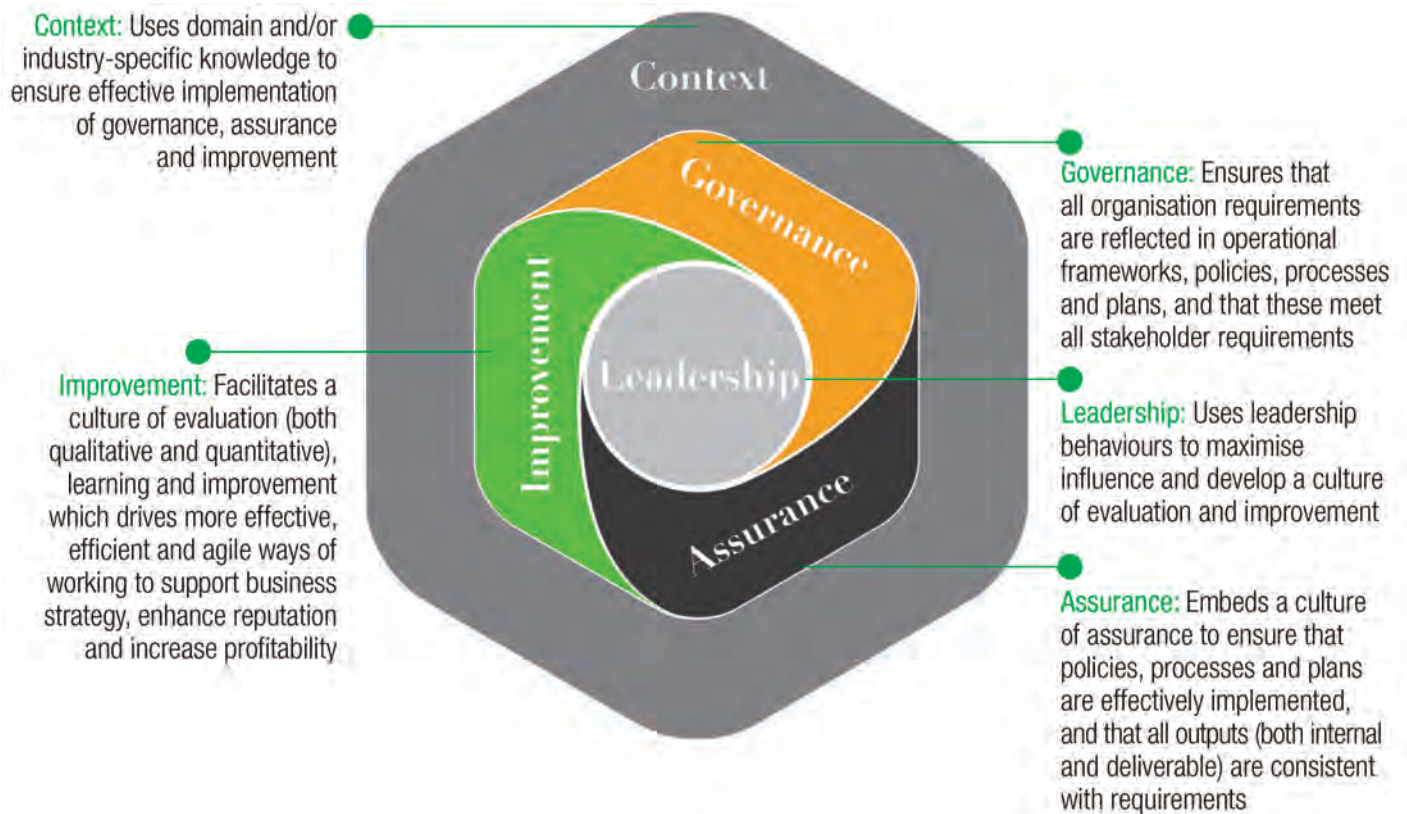 Context: Uses domain and/or
industry-specific knowledge to
ensure effective implementation
of governance, assurance
and improvement
Improvement: Facilitates a
culture of evaluation (both
qualitative and quantitative),
learning and improvement
which drives more effective,
efficient and agile ways of
working to support business
strategy, enhance reputation
and increase profitability
Context
Governance
Improvement
Leadership
Assurance
Governance: Ensures that
all organisation requirements
are reflected in operational
frameworks, policies, processes
and plans, and that these meet
all stakeholder requirements
Leadership: Uses leadership
behaviours to maximise
influence and develop a culture
of evaluation and improvement
Assurance: Embeds a culture
of assurance to ensure that
policies, processes and plans
are effectively implemented,
and that all outputs (both internal
and deliverable) are consistent
with requirements